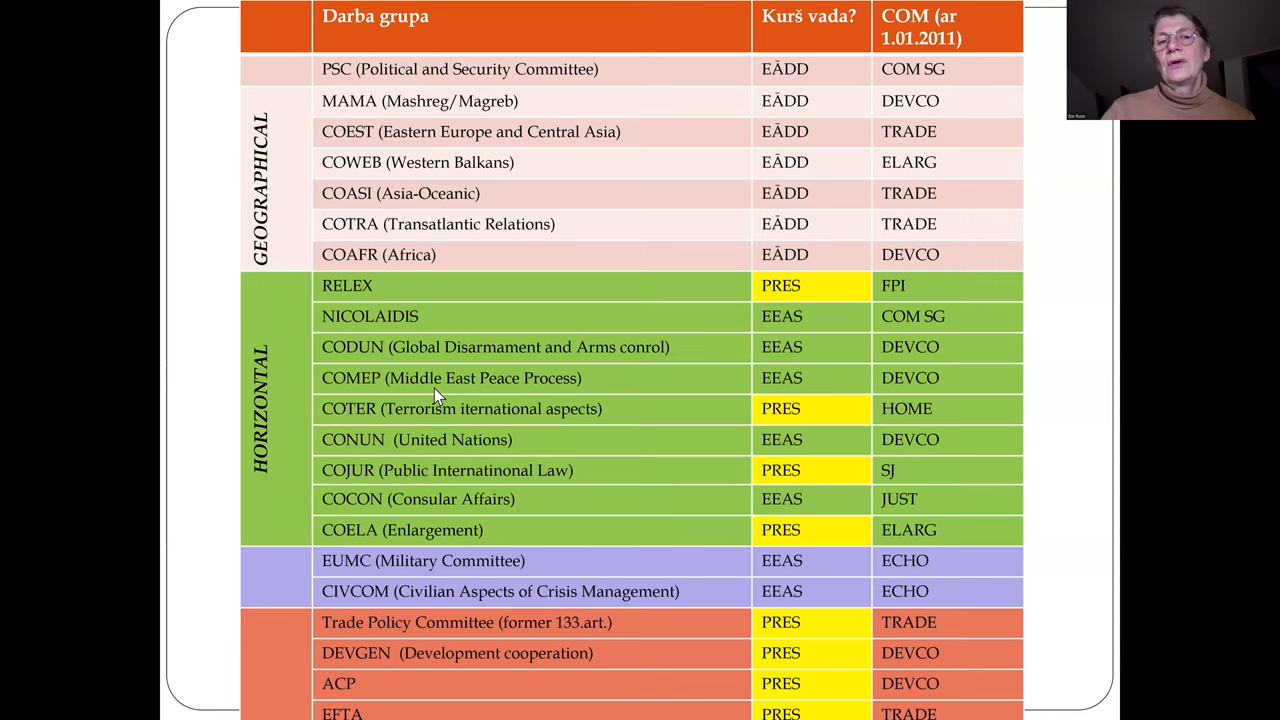 Darba grupa Kurš vada? COM (ar
1.01.2011)
PSC (Political and Security Committee) EĀDD COM SG
GEOGRAPHICAL
MAMA (Mashreg/Magreb) EĀDD DEVCO
COEST (Eastern Europe and Central Asia) EĀDD TRADE
COWEB (Western Balkans) EĀDD ELARG
COASI (Asia-Oceanic) EĀDD TRADE
COTRA (Transatlantic Relations) EĀDD TRADE
COAFR (Africa) EĀDD DEVCO
HORIZONTAL
RELEX PRES FPI
NICOLAIDIS EEAS COM SG
CODUN (Global Disarmament and Arms conrol) EEAS DEVCO
COMEP (Middle East Peace Process) EEAS DEVCO
COTER (Terrorism iternational aspects) PRES HOME
CONUN (United Nations) EEAS DEVCO
COJUR (Public Internatinonal Law) PRES SJ
COCON (Consular Affairs) EEAS JUST
COELA (Enlargement) PRES ELARG
EUMC (Military Committee) EEAS ECHO
CIVCOM (Civilian Aspects of Crisis Management) EEAS ECHO
Trade Policy Committee (former 133.art.) PRES TRADE
DEVGEN (Development cooperation) PRES DEVCO
ACP PRES DEVCO
EFTA PRES TRADE